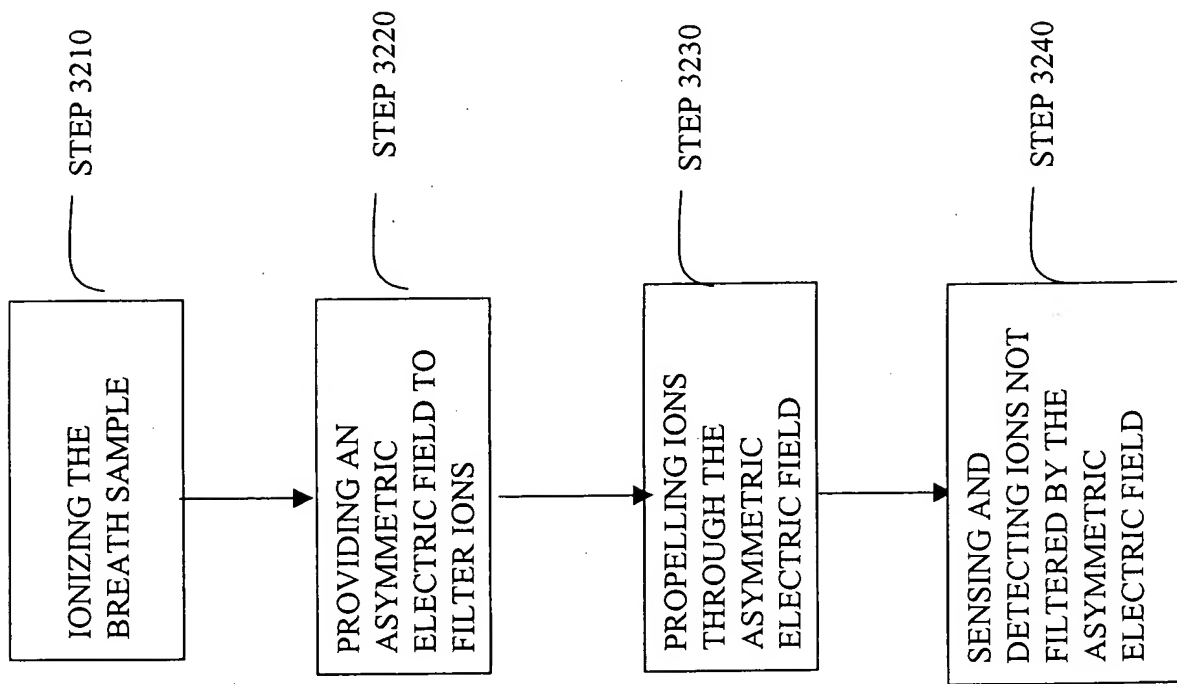 IONIZING THE
BREATH SAMPLE
STEP 3210
PROVIDING AN
ASYMMETRIC
ELECTRIC FIELD TO
FILTER IONS
STEP 3220
PROPELLING IONS
THROUGH THE
ASYMMETRIC
ELECTRIC FIELD
STEP 3230
SENSING AND
DETECTING IONS NOT
FILTERED BY THE
ASYMMETRIC
ELECTRIC FIELD
STEP 3240